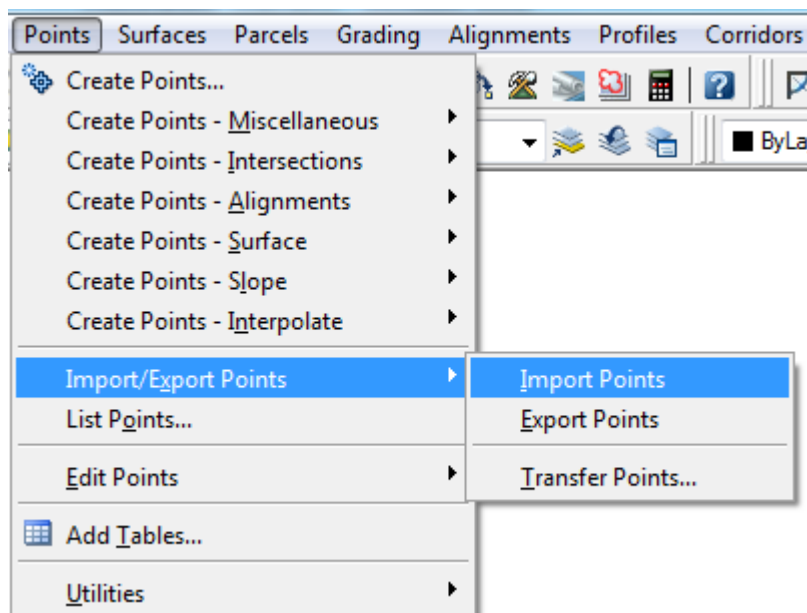 Points Surfaces Parcels Grading Alignments Profiles Corridors
Create Points...
Create Points - Miscellaneous
ByLa
Create Points - Intersections
Create Points - Alignments
Create Points - Surface
Create Points - Slope
Create Points - Interpolate
Import/Export Points
Import Points
List Points...
Export Points
Edit Points
Transfer Points...
Add Tables...
Utilities